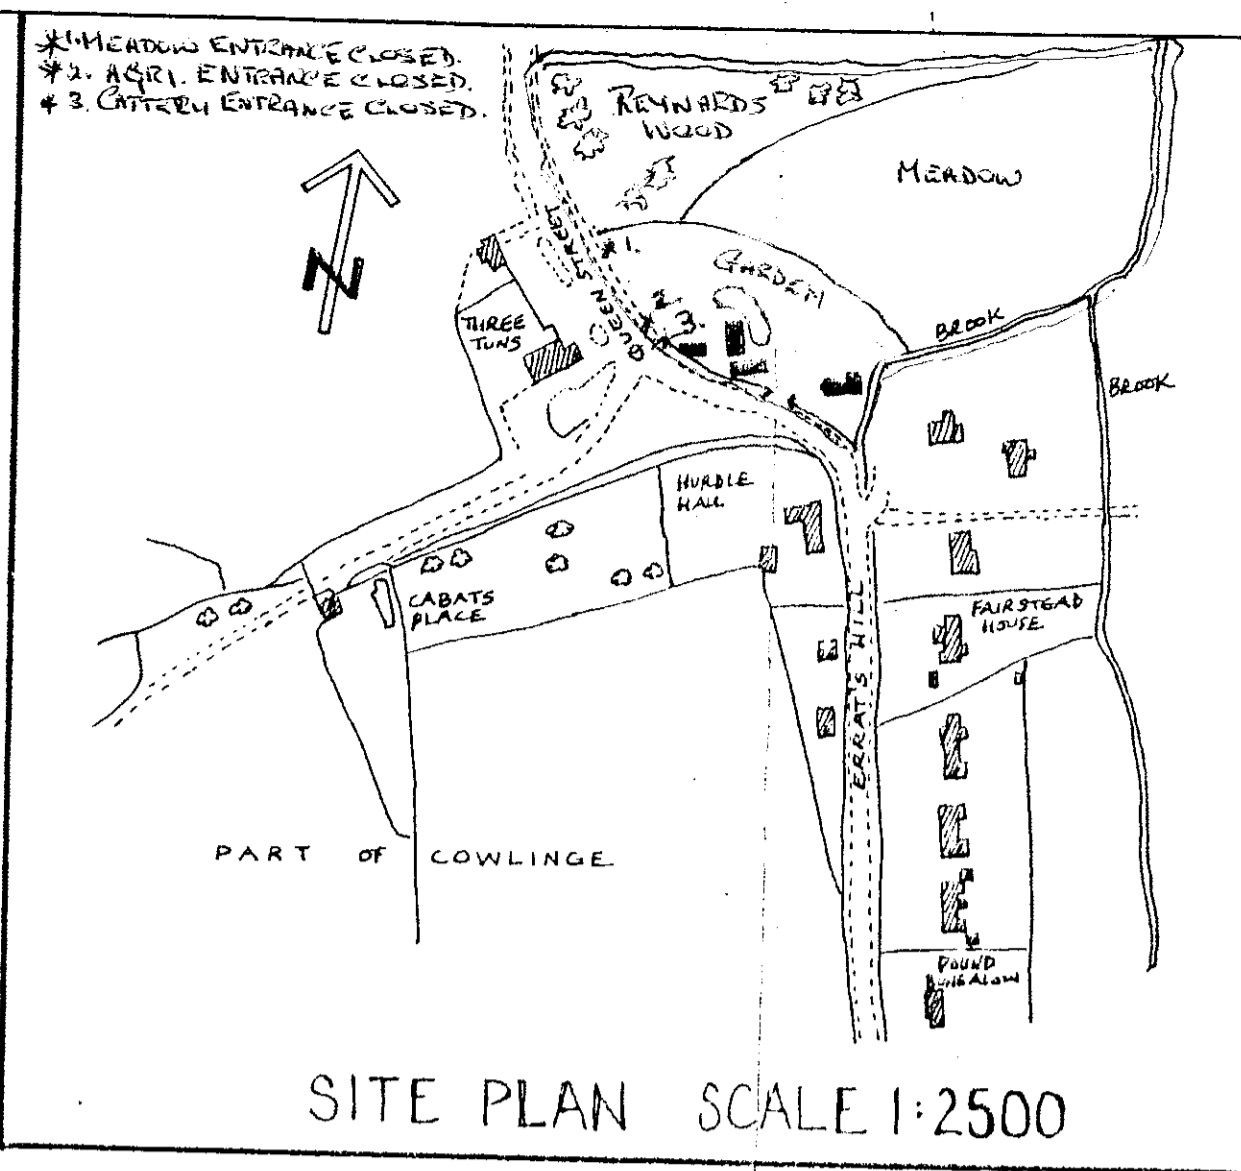 *1. MEADOW ENTRANCE CLOSED.
*2. AGRI. ENTRANCE CLOSED.
*3. CATTERY ENTRANCE CLOSED.
REYNARDS
WOOD
MEADOW
N
QUEEN STREET
*1.
GARDEN
*2.
3.
THREE
TUNS
BROOK
BROOK
HURDLE
HALL
CABATS
PLACE
FAIRSTEAD
HOUSE
ERRAT'S HILL
PART OF COWLINGE
POUND
BUNGALOW
SITE PLAN SCALE 1:2500